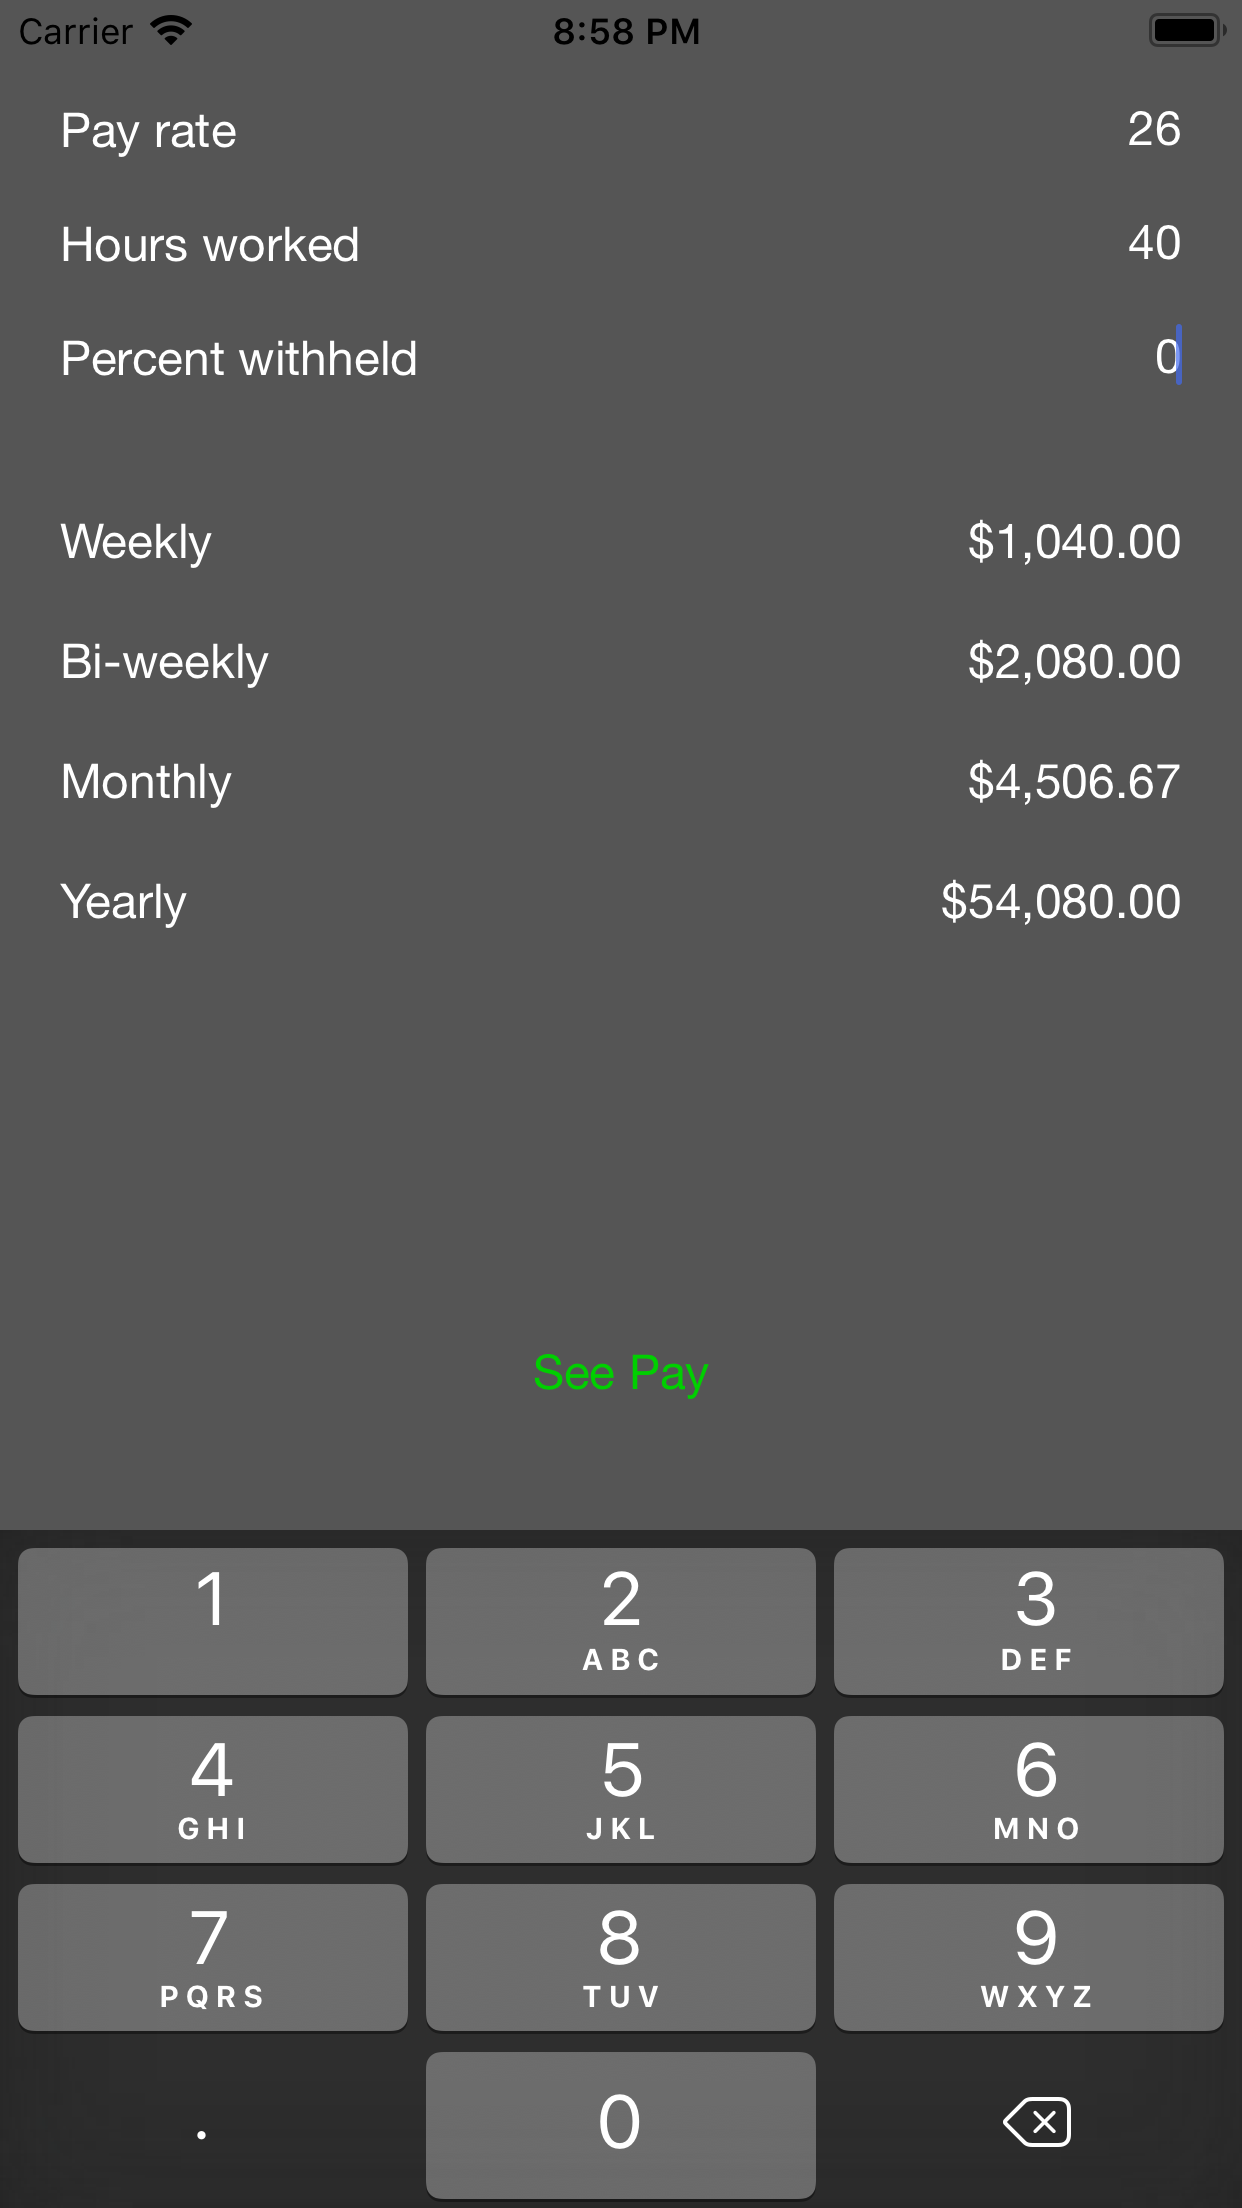 Carrier 8:58 PM
Pay rate 26
Hours worked 40
Percent withheld 0
Weekly $1,040.00
Bi-weekly $2,080.00
Monthly $4,506.67
Yearly $54,080.00
See Pay
1 2 3
ABC DEF
4 5 6
GHI JKL MNO
7 8 9
PQRS TUV WXYZ
. 0